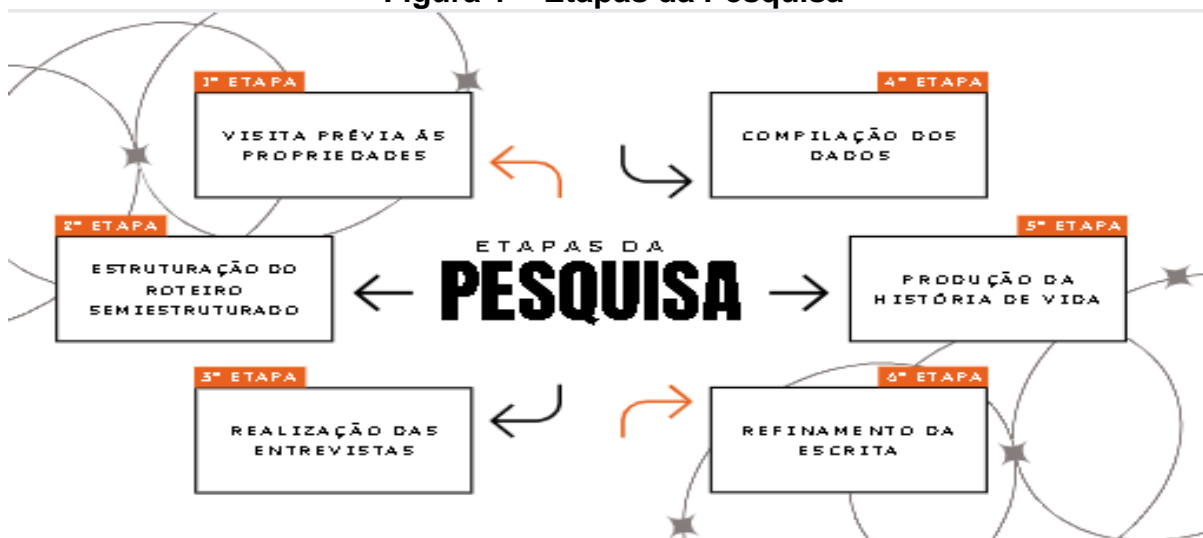 Figura 1 – Etapas da Pesquisa
1ª ETAPA
VISITA PRÉVIA ÀS
PROPRIEDADES
2ª ETAPA
ESTRUTURAÇÃO DO
ROTEIRO
SEMIESTRUTURADO
3ª ETAPA
REALIZAÇÃO DAS
ENTREVISTAS
ETAPAS DA
PESQUISA
4ª ETAPA
COMPILAÇÃO DOS
DADOS
5ª ETAPA
PRODUÇÃO DA
HISTÓRIA DE VIDA
6ª ETAPA
REFINAMENTO DA
ESCRITA